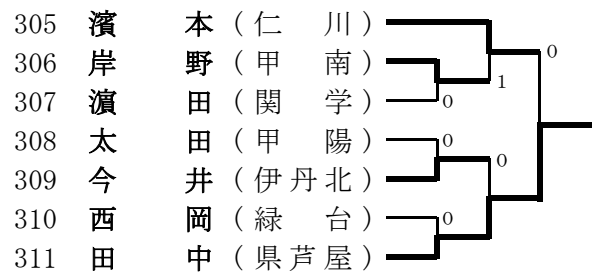 305 濱 本 ( 仁 川 )
306 岸 野 ( 甲 南 )
307 濵 田 ( 関 学 )
308 太 田 ( 甲 陽 )
309 今 井 ( 伊 丹 北 )
310 西 岡 ( 緑 台 )
311 田 中 ( 県 芦 屋 )
0
1
0
0
0
0